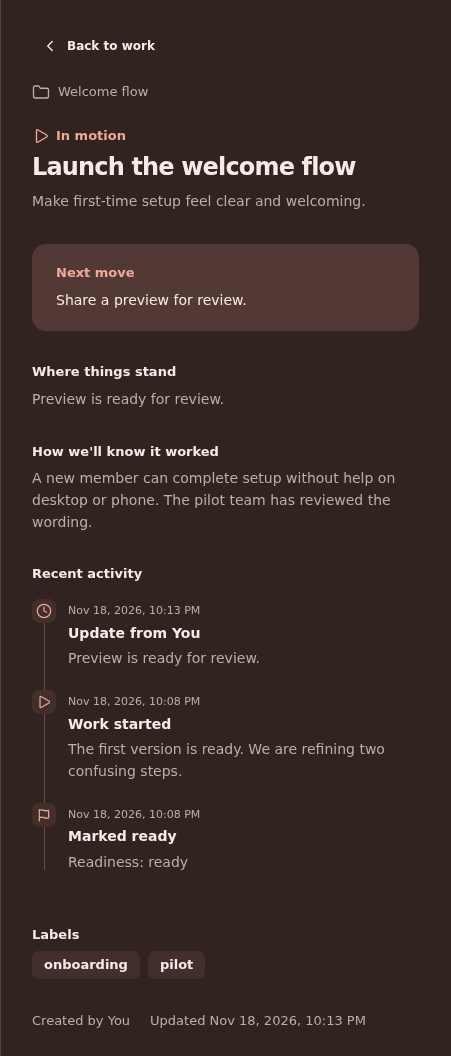 Back to work
Welcome flow
In motion
Launch the welcome flow
Make first-time setup feel clear and welcoming.
Next move
Share a preview for review.
Where things stand
Preview is ready for review.
How we'll know it worked
A new member can complete setup without help on
desktop or phone. The pilot team has reviewed the
wording.
Recent activity
Nov 18, 2026, 10:13 PM
Update from You
Preview is ready for review.
Nov 18, 2026, 10:08 PM
Work started
The first version is ready. We are refining two
confusing steps.
Nov 18, 2026, 10:08 PM
Marked ready
Readiness: ready
Labels
onboarding pilot
Created by You Updated Nov 18, 2026, 10:13 PM